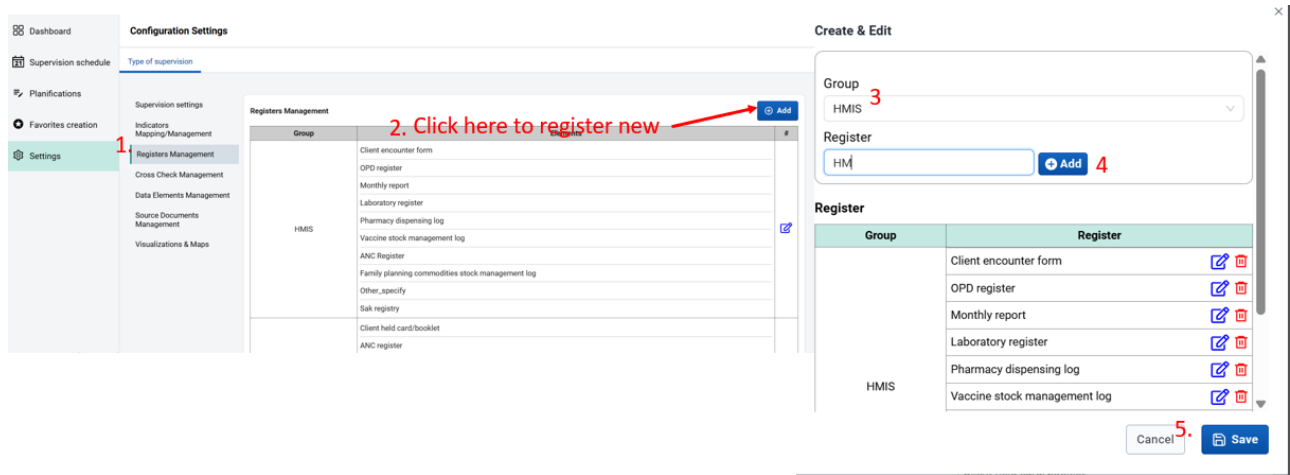 Dashboard
Supervision schedule
Planifications
Favorites creation
Settings
Configuration Settings
Type of supervision
Supervision settings
Indicators
Mapping/Management
1. Registers Management
Cross Check Management
Data Elements Management
Source Documents
Management
Visualizations & Maps
Registers Management
Add
2. Click here to register new
Group Elements #
HMIS
Client encounter form
OPD register
Monthly report
Laboratory register
Pharmacy dispensing log
Vaccine stock management log
ANC Register
Family planning commodities stock management log
Other_specify
Sak registry
Client held card/booklet
ANC register
Create & Edit
Group
HMIS 3
Register
HM
Add 4
Register
Group Register
HMIS
Client encounter form
OPD register
Monthly report
Laboratory register
Pharmacy dispensing log
Vaccine stock management log
Cancel 5. Save